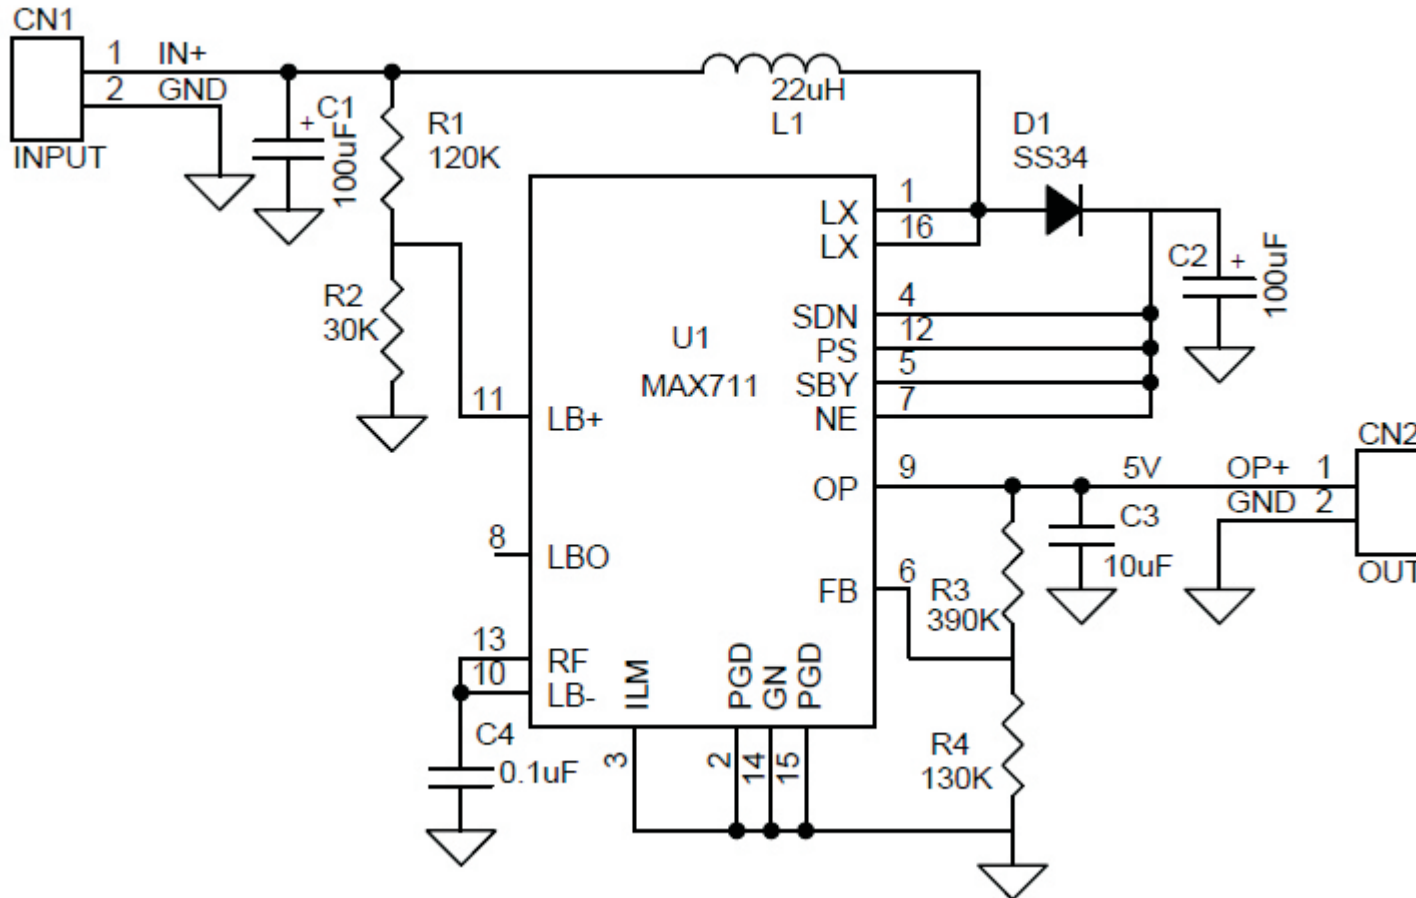 CN1
1 IN+
2 GND
INPUT
+ C1
100uF
R1
120K
22uH
L1
D1
SS34
R2
30K
U1
MAX711
LX 1
LX 16
SDN 4
PS 12
SBY 5
NE 7
OP 9
FB 6
C2 +
100uF
11 LB+
8 LBO
13 RF
10 LB-
ILM
PGD
GN
PGD
3
2
14
15
C4
0.1uF
5V
OP+ 1
GND 2
CN2
OUT
C3
10uF
R3
390K
R4
130K